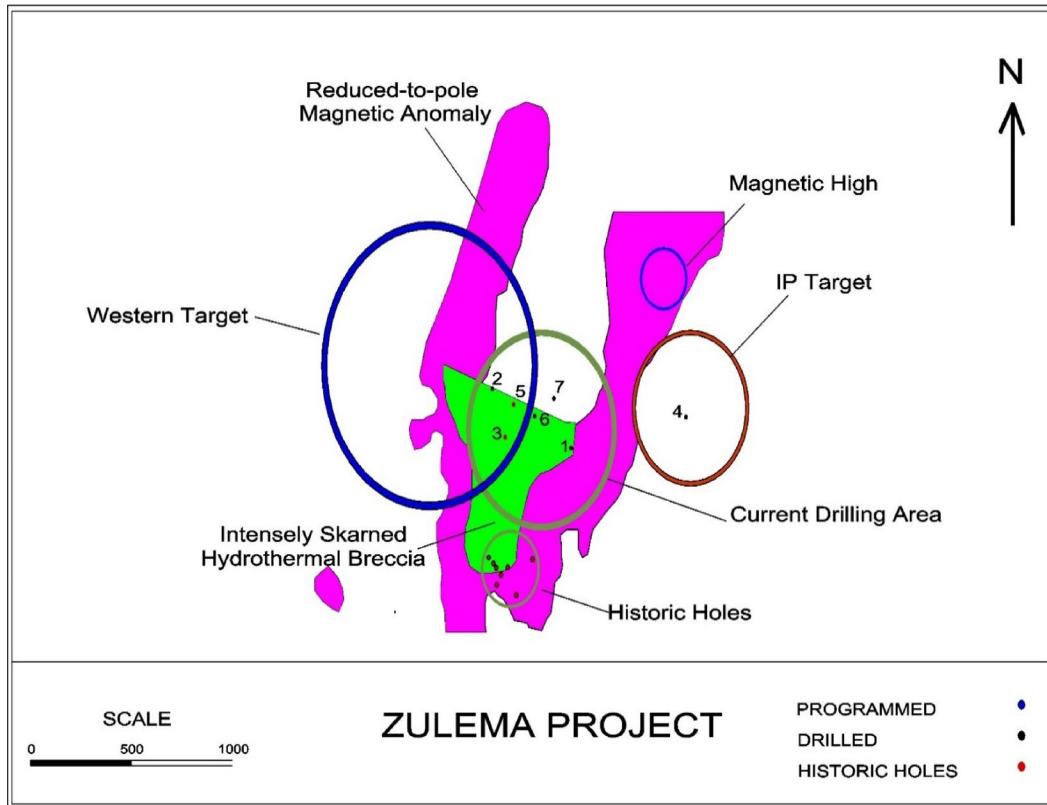 Reduced-to-pole
Magnetic Anomaly
N
Magnetic High
IP Target
Western Target
2
5
7
6
4
3
1
Current Drilling Area
Intensely Skarned
Hydrothermal Breccia
Historic Holes
SCALE
0 500 1000
ZULEMA PROJECT
PROGRAMMED
DRILLED
HISTORIC HOLES